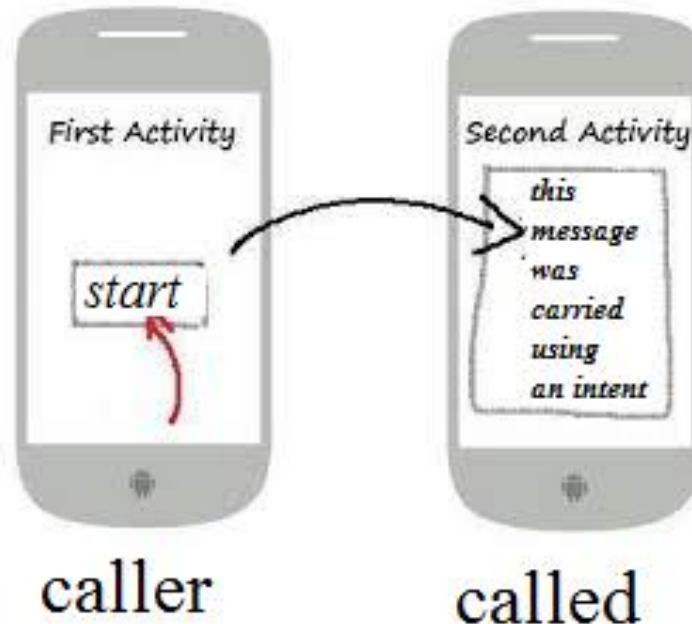 First Activity
start
caller
Second Activity
this
message
was
carried
using
an intent
called